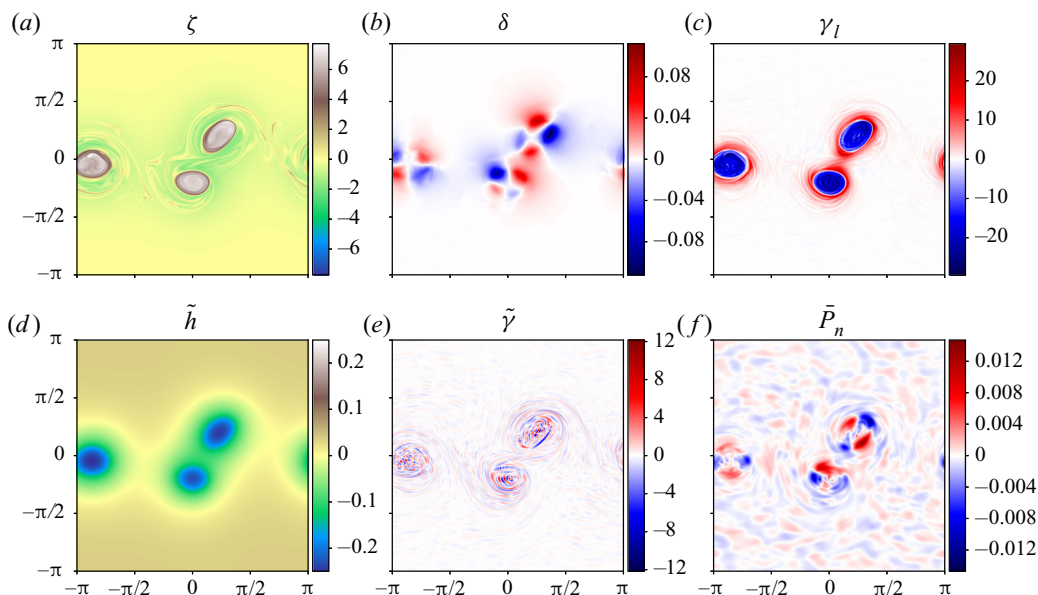 (a) ζ
(b) δ
(c) γ_l
π
π/2
0
−π/2
−π
6
4
2
0
−2
−4
−6
0.08
0.04
0
−0.04
−0.08
20
10
0
−10
−20
(d) h̃
(e) γ̃
(f) P̄_n
π
π/2
0
−π/2
−π
0.2
0.1
0
−0.1
−0.2
12
8
4
0
−4
−8
−12
0.012
0.008
0.004
0
−0.004
−0.008
−0.012
−π −π/2 0 π/2 π
−π −π/2 0 π/2 π
−π −π/2 0 π/2 π